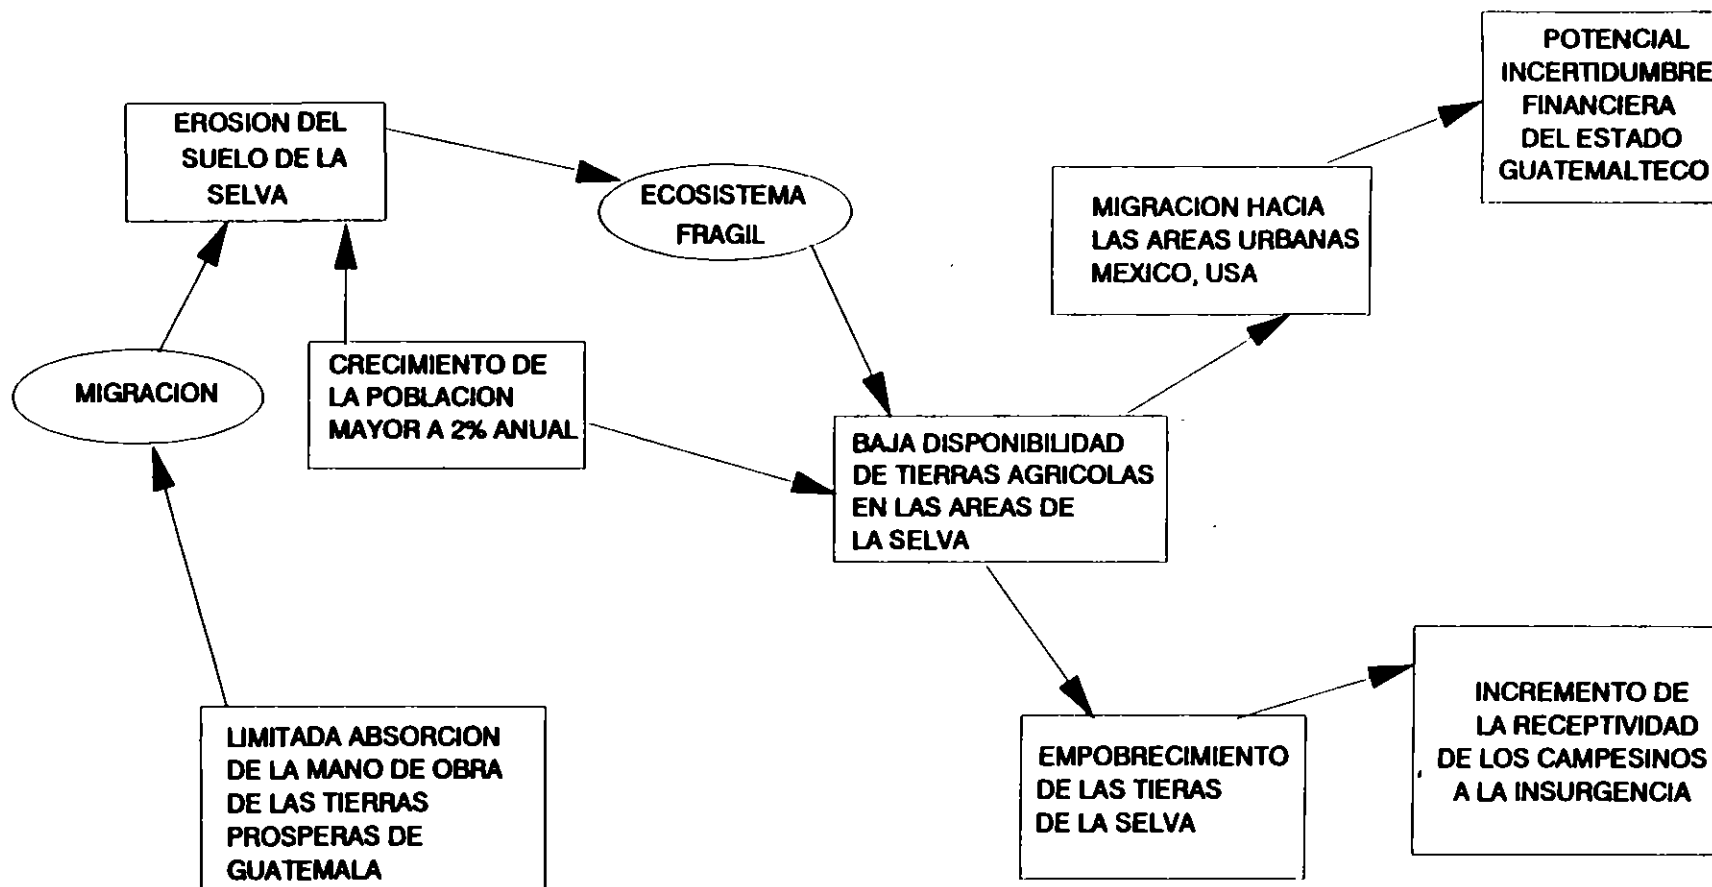 POTENCIAL
INCERTIDUMBRE
FINANCIERA
DEL ESTADO
GUATEMALTECO
EROSION DEL
SUELO DE LA
SELVA
ECOSISTEMA
FRAGIL
MIGRACION HACIA
LAS AREAS URBANAS
MEXICO, USA
MIGRACION
CRECIMIENTO DE
LA POBLACION
MAYOR A 2% ANUAL
BAJA DISPONIBILIDAD
DE TIERRAS AGRICOLAS
EN LAS AREAS DE
LA SELVA
LIMITADA ABSORCION
DE LA MANO DE OBRA
DE LAS TIERRAS
PROSPERAS DE
GUATEMALA
EMPOBRECIMIENTO
DE LAS TIERAS
DE LA SELVA
INCREMENTO DE
LA RECEPTIVIDAD
DE LOS CAMPESINOS
A LA INSURGENCIA